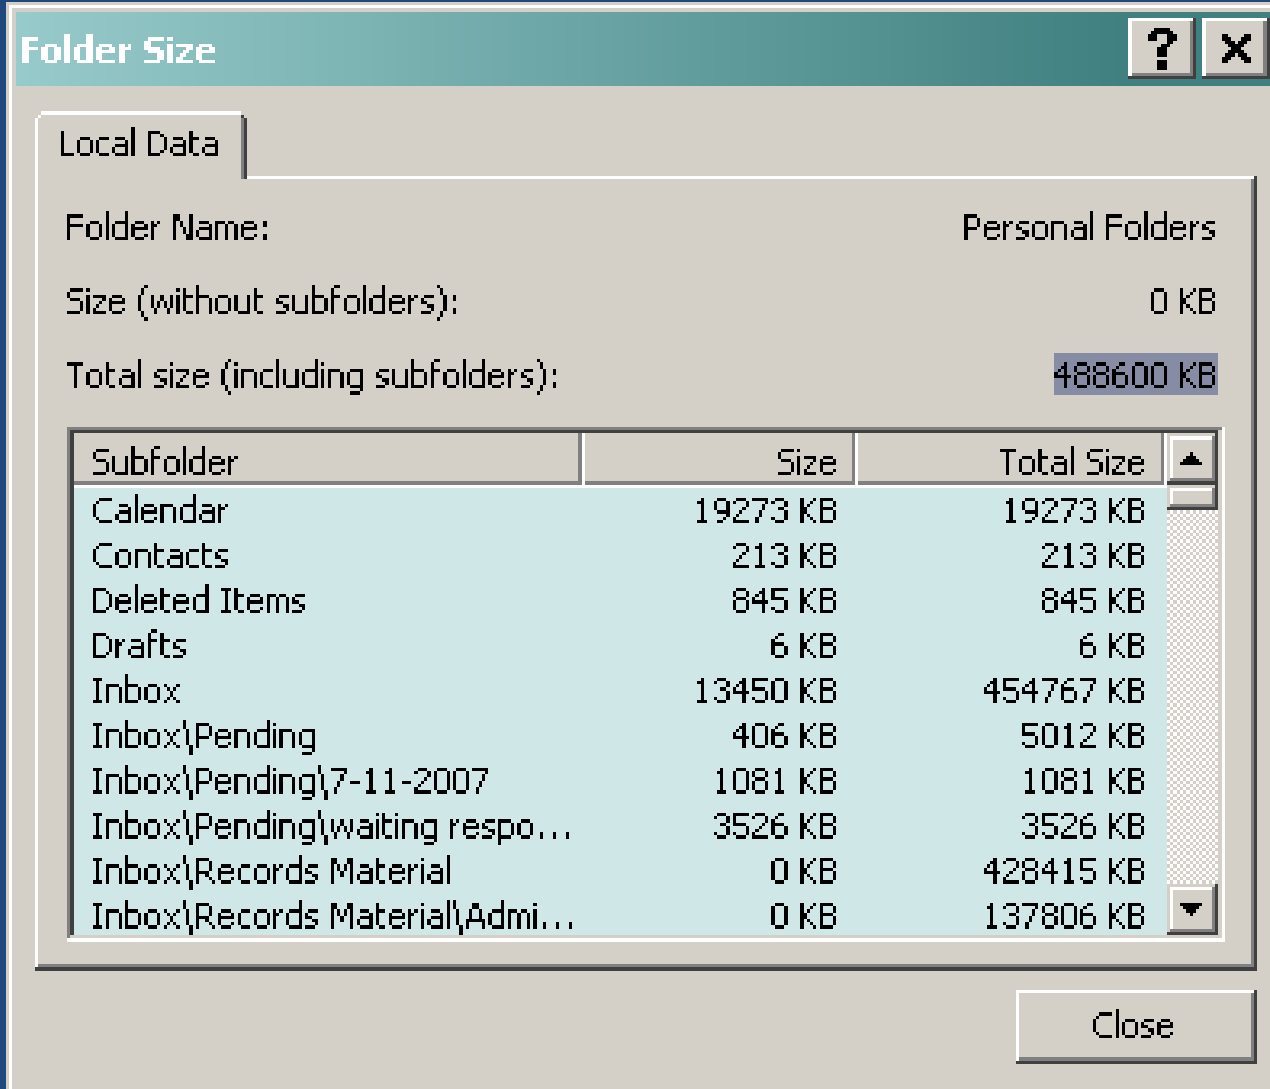 Folder Size
Local Data
Folder Name: Personal Folders
Size (without subfolders): 0 KB
Total size (including subfolders): 488600 KB
Subfolder Size Total Size
Calendar 19273 KB 19273 KB
Contacts 213 KB 213 KB
Deleted Items 845 KB 845 KB
Drafts 6 KB 6 KB
Inbox 13450 KB 454767 KB
Inbox\Pending 406 KB 5012 KB
Inbox\Pending\7-11-2007 1081 KB 1081 KB
Inbox\Pending\waiting respo... 3526 KB 3526 KB
Inbox\Records Material 0 KB 428415 KB
Inbox\Records Material\Admi... 0 KB 137806 KB
Close